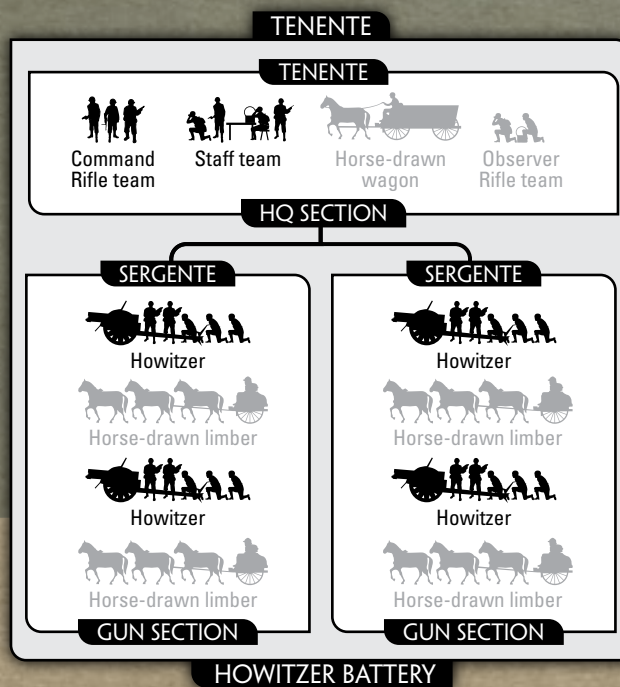 TENENTE
TENENTE
Command
Rifle team
Staff team
Horse-drawn
wagon
Observer
Rifle team
HQ SECTION
SERGENTE
Howitzer
Horse-drawn limber
Howitzer
Horse-drawn limber
GUN SECTION
SERGENTE
Howitzer
Horse-drawn limber
Howitzer
Horse-drawn limber
GUN SECTION
HOWITZER BATTERY